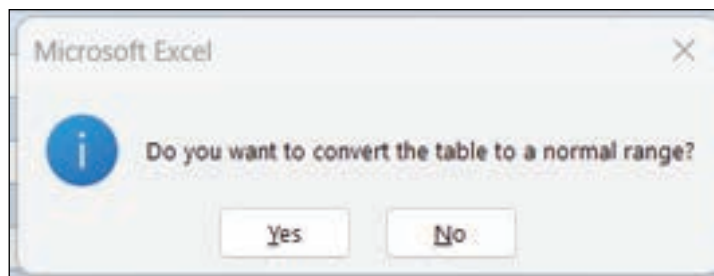 Microsoft Excel
Do you want to convert the table to a normal range?
Yes
No